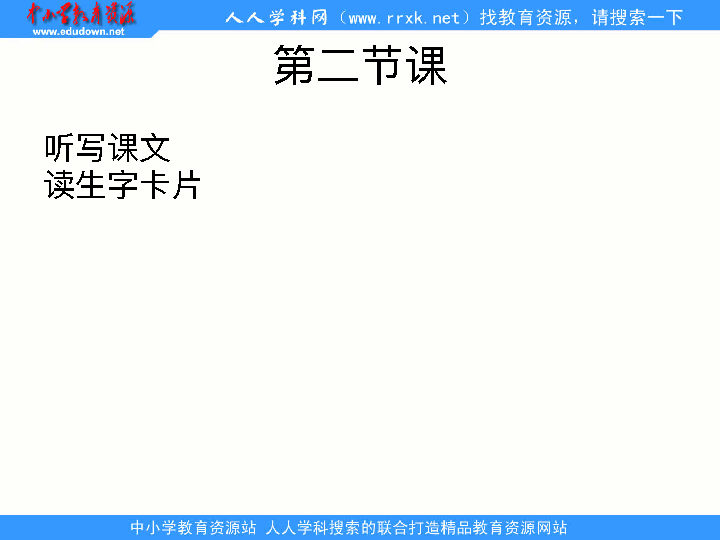 中小学教育资源
www.edudown.net
人人学科网（www.rrxk.net）找教育资源，请搜索一下
第二节课
听写课文
读生字卡片
中小学教育资源站 人人学科搜索的联合打造精品教育资源网站